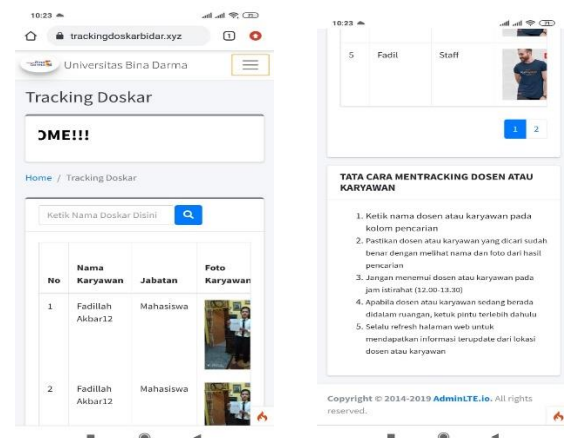 10:23
trackingdoskarbidar.xyz
1
Universitas Bina Darma
Tracking Doskar
OME!!!
Home / Tracking Doskar
Ketik Nama Doskar Disini
No Nama Karyawan Jabatan Foto Karyawan
1 Fadillah Akbar12 Mahasiswa
2 Fadillah Akbar12 Mahasiswa
10:23
5 Fadil Staff
1 2
TATA CARA MENTRACKING DOSEN ATAU
KARYAWAN
1. Ketik nama dosen atau karyawan pada
kolom pencarian
2. Pastikan dosen atau karyawan yang dicari sudah
benar dengan melihat nama dan foto dari hasil
pencarian
3. Jangan menemui dosen atau karyawan pada
jam istirahat (12.00-13.30)
4. Apabila dosen atau karyawan sedang berada
didalam ruangan, ketuk pintu terlebih dahulu
5. Selalu refresh halaman web untuk
mendapatkan informasi terupdate dari lokasi
dosen atau karyawan
Copyright © 2014-2019 AdminLTE.io. All rights
reserved.